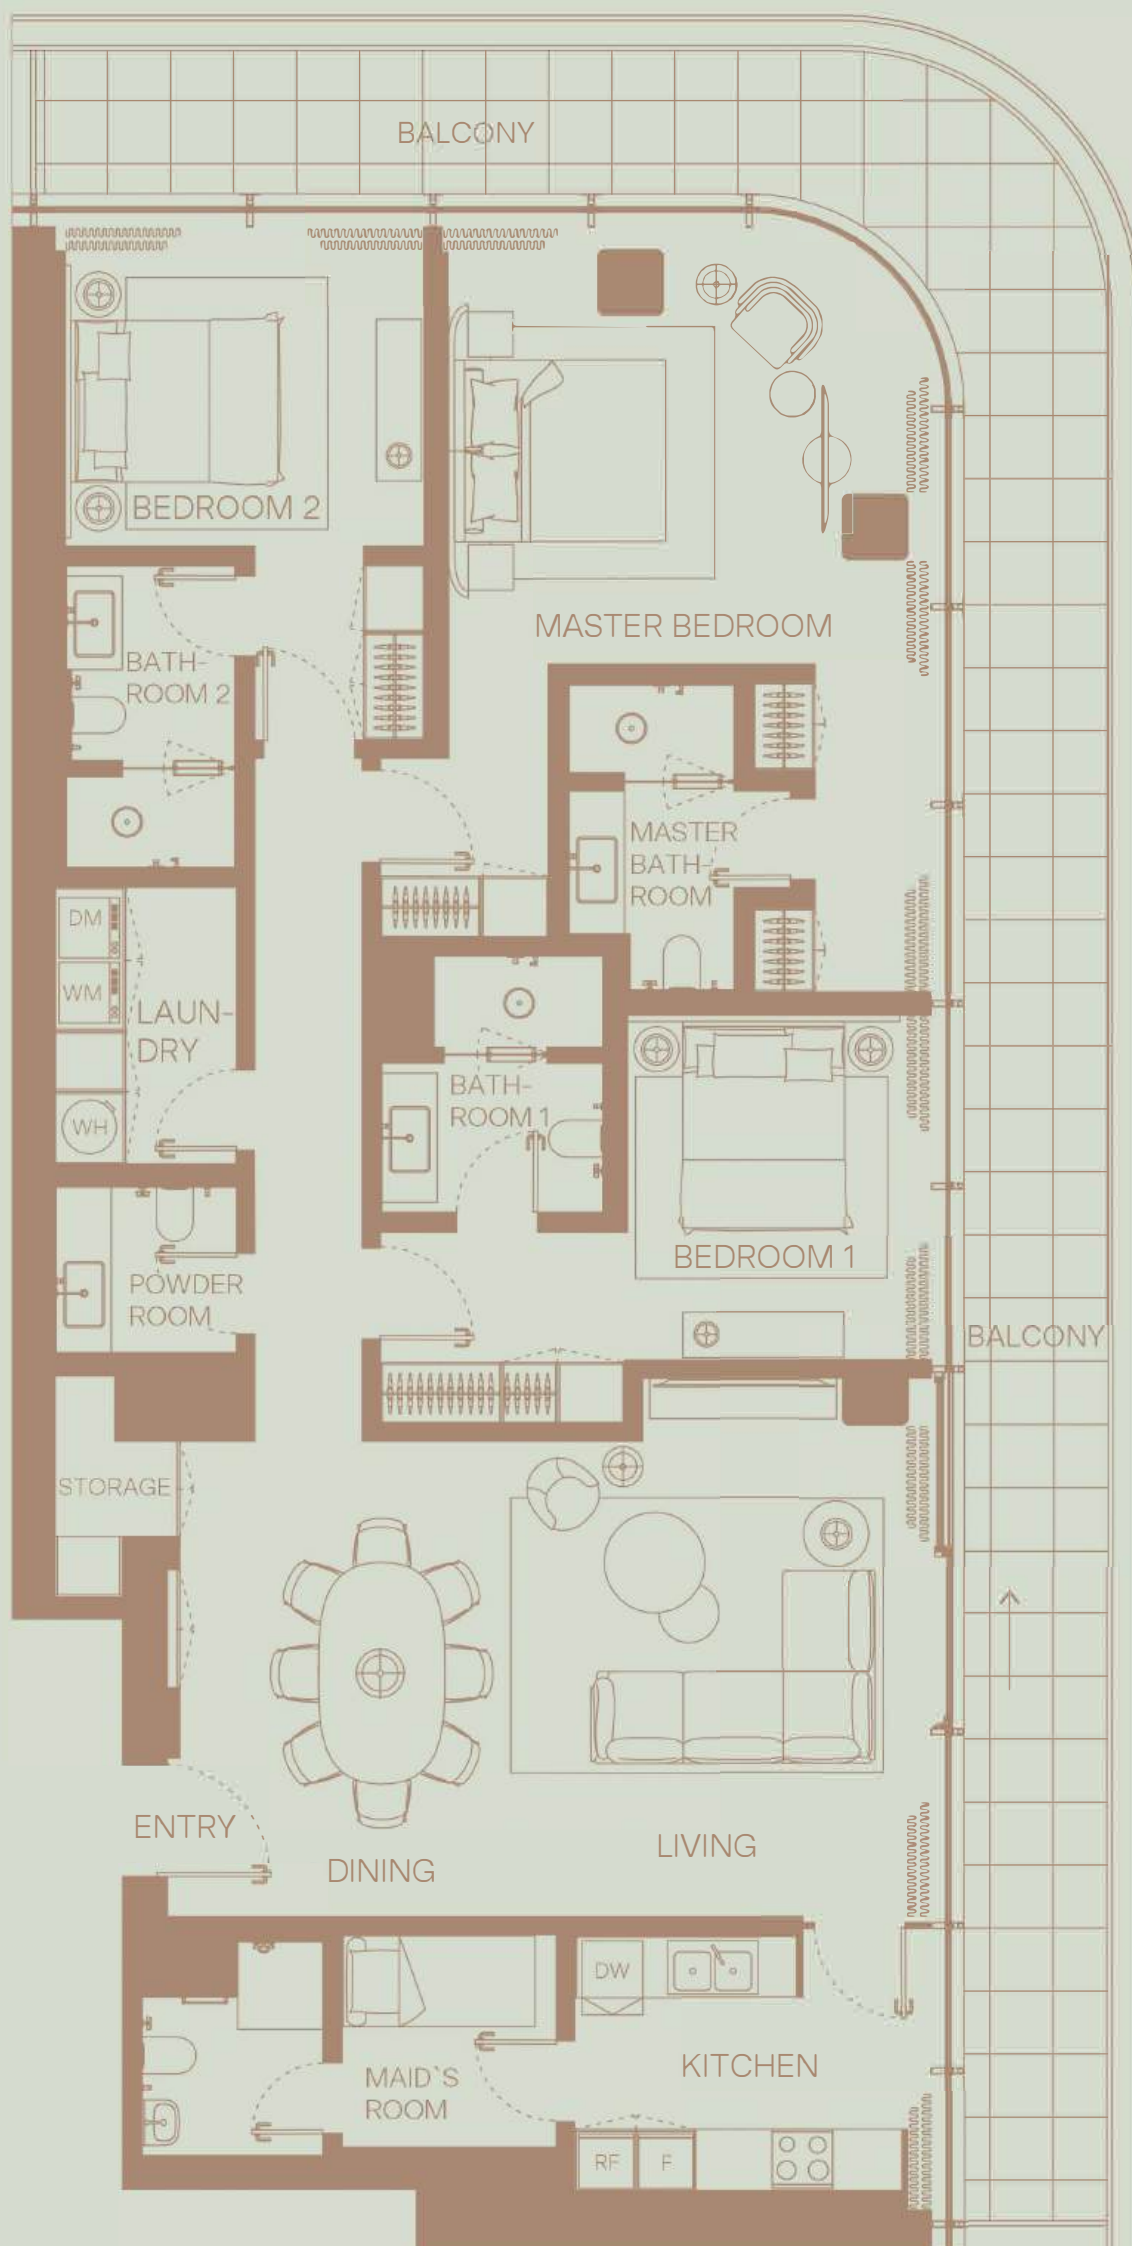 BALCONY
BEDROOM 2
MASTER BEDROOM
BATH-
ROOM 2
MASTER
BATH-
ROOM
DM
WM
LAUN-
DRY
WH
BATH-
ROOM 1
POWDER
ROOM
BEDROOM 1
BALCONY
STORAGE
ENTRY
DINING
LIVING
DW
KITCHEN
MAID`S
ROOM
RF
F